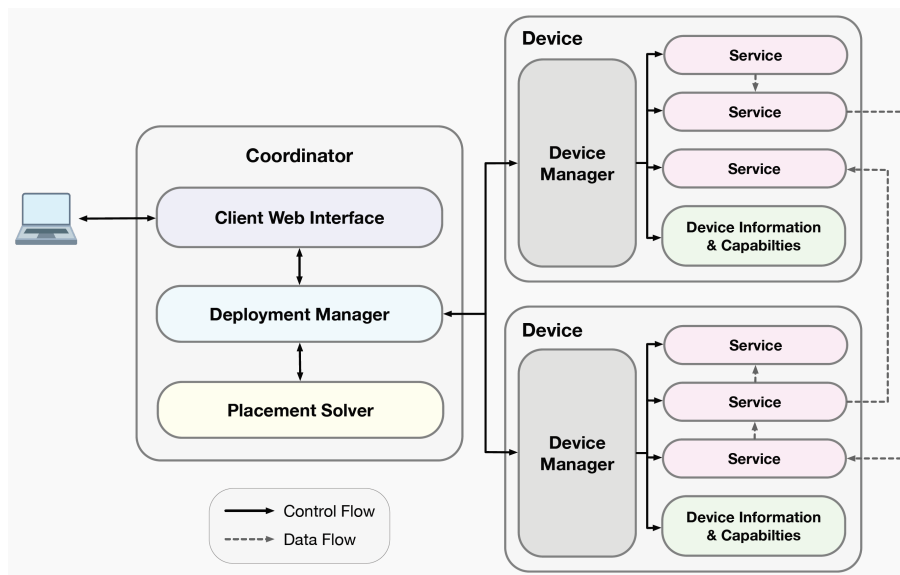 Coordinator
Client Web Interface
Deployment Manager
Placement Solver
Control Flow
Data Flow
Device
Device
Manager
Service
Service
Service
Device Information
& Capabilties
Device
Device
Manager
Service
Service
Service
Device Information
& Capabilties